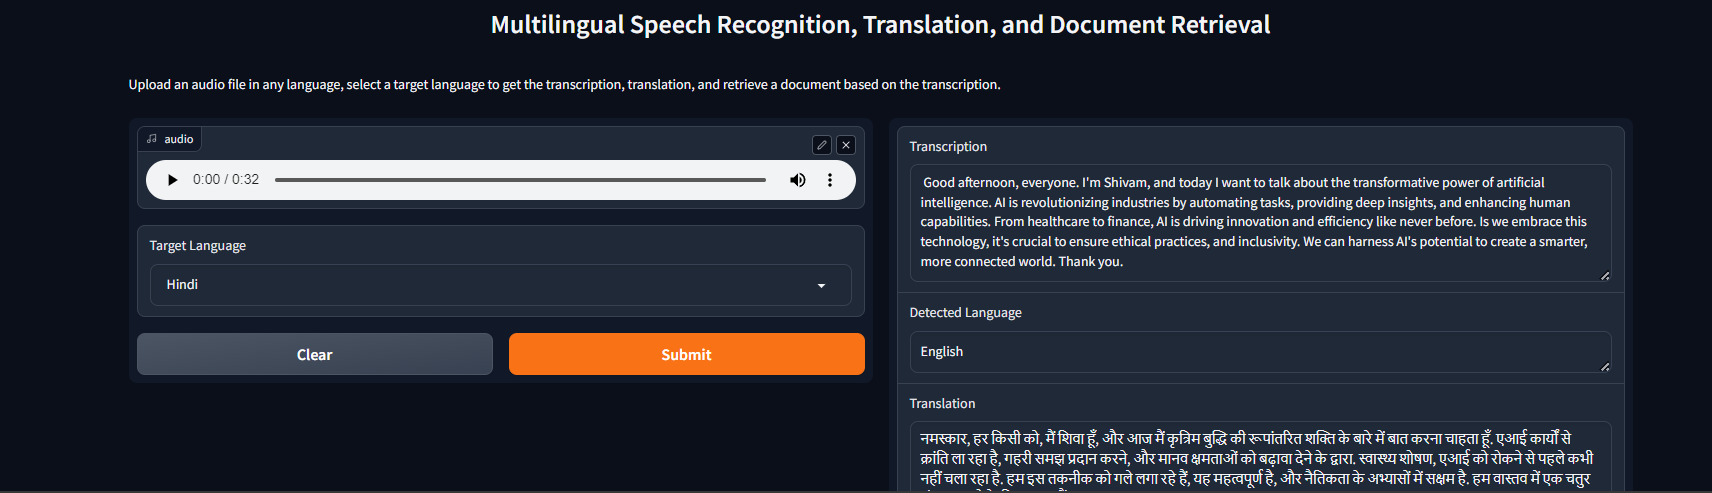 Multilingual Speech Recognition, Translation, and Document Retrieval
Upload an audio file in any language, select a target language to get the transcription, translation, and retrieve a document based on the transcription.
audio
0:00 / 0:32
Target Language
Hindi
Clear
Submit
Transcription
Good afternoon, everyone. I'm Shivam, and today I want to talk about the transformative power of artificial
intelligence. AI is revolutionizing industries by automating tasks, providing deep insights, and enhancing human
capabilities. From healthcare to finance, AI is driving innovation and efficiency like never before. Is we embrace this
technology, it's crucial to ensure ethical practices, and inclusivity. We can harness AI's potential to create a smarter,
more connected world. Thank you.
Detected Language
English
Translation
नमस्कार, हर किसी को, मैं शिवा हूँ, और आज मैं कृत्रिम बुद्धि की रूपांतरित शक्ति के बारे में बात करना चाहता हूँ. एआई कार्यों से
क्रांति ला रहा है, गहरी समझ प्रदान करने, और मानव क्षमताओं को बढ़ावा देने के द्वारा. स्वास्थ्य शोषण, एआई को रोकने से पहले कभी
नहीं चला रहा है. हम इस तकनीक को गले लगा रहे हैं, यह महत्वपूर्ण है, और नैतिकता के अभ्यासों में सक्षम है. हम वास्तव में एक चतुर